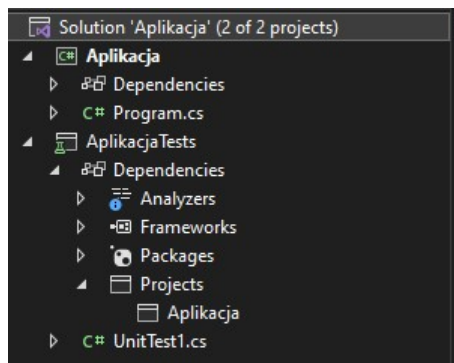 Solution 'Aplikacja' (2 of 2 projects)
C# Aplikacja
Dependencies
C# Program.cs
AplikacjaTests
Dependencies
Analyzers
Frameworks
Packages
Projects
Aplikacja
C# UnitTest1.cs